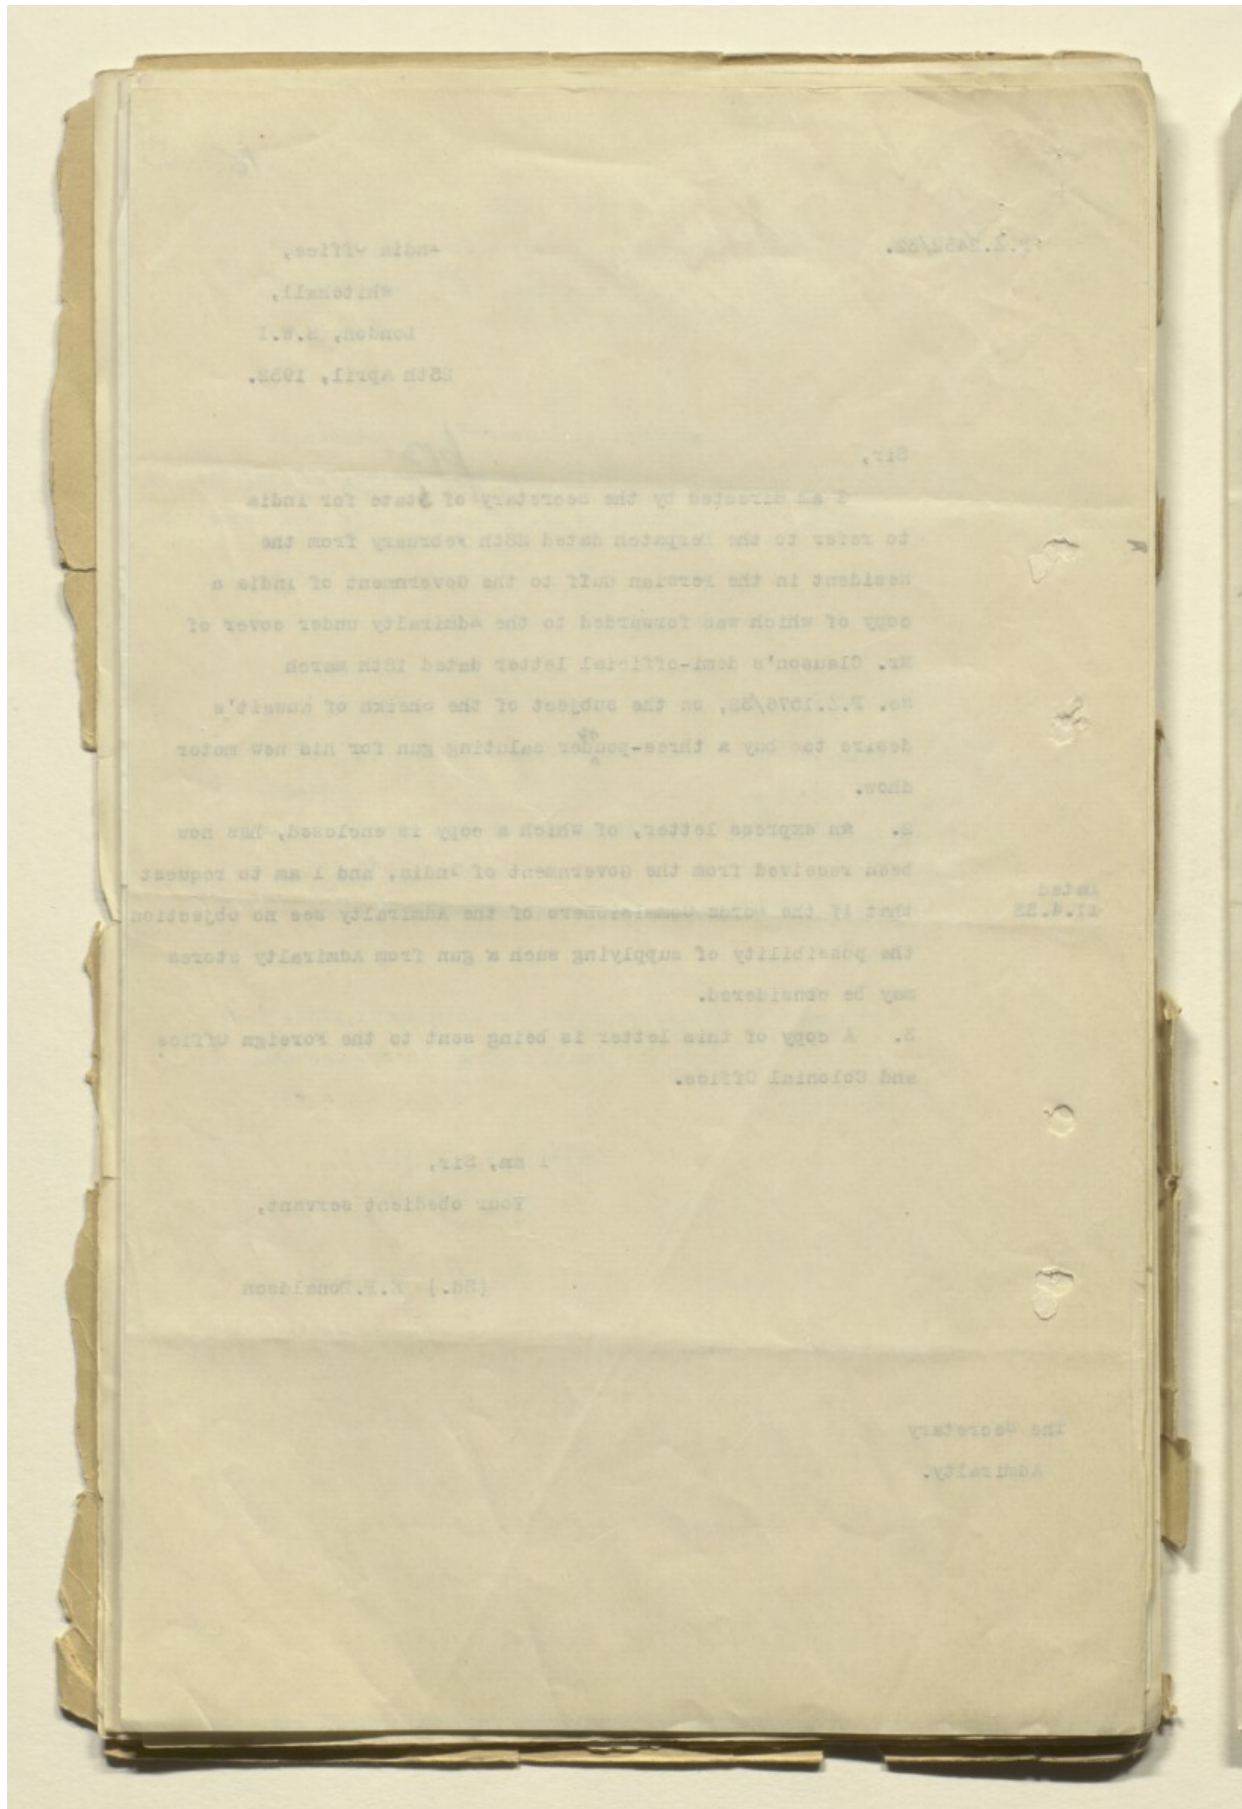 P.Z.2452/32.
India Office,
Whitehall,
London, S.W.1
25th April, 1932.
Sir,
I am directed by the Secretary of State for India
to refer to the Despatch dated 28th February from the
Resident in the Persian Gulf to the Government of India a
copy of which was forwarded to the Admiralty under cover of
Mr. Clauson's demi-official letter dated 18th March
No. P.Z.1576/32, on the subject of the Sheikh of Kuweit's
desire to buy a three-pounder saluting gun for his new motor
dhow.
2. An express letter, of which a copy is enclosed, has now
been received from the Government of India, and I am to request
Dated
17.4.32
that if the Lords Commissioners of the Admiralty see no objection
the possibility of supplying such a gun from Admiralty stores
may be considered.
3. A copy of this letter is being sent to the Foreign Office
and Colonial Office.
I am, Sir,
Your obedient servant,
(Sd.) E.P.Donaldson
The Secretary
Admiralty.